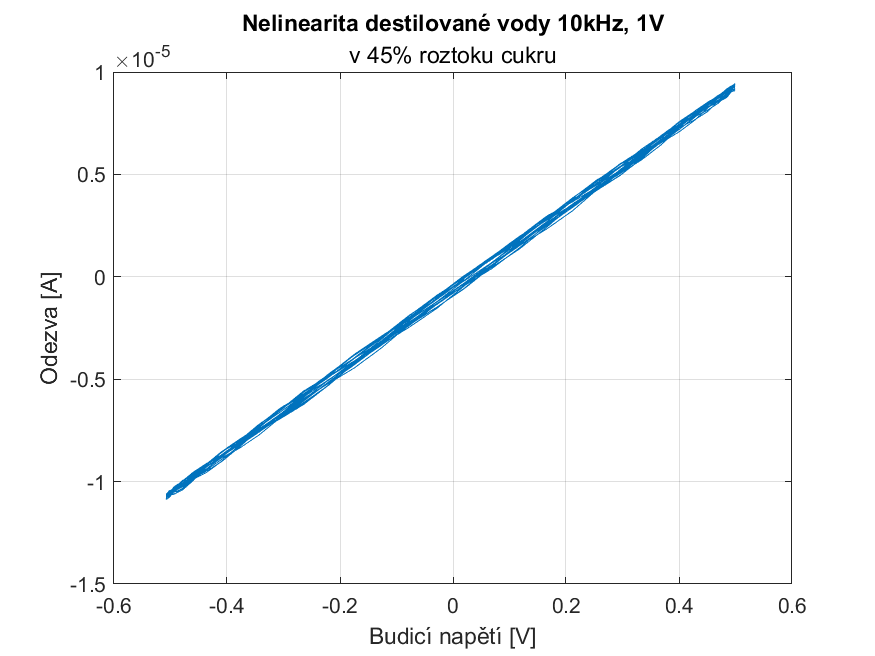 Nelinearita destilované vody 10kHz, 1V
v 45% roztoku cukru
×10-5
1
0.5
0
-0.5
-1
-1.5
-0.6 -0.4 -0.2 0 0.2 0.4 0.6
Odezva [A]
Budicí napětí [V]